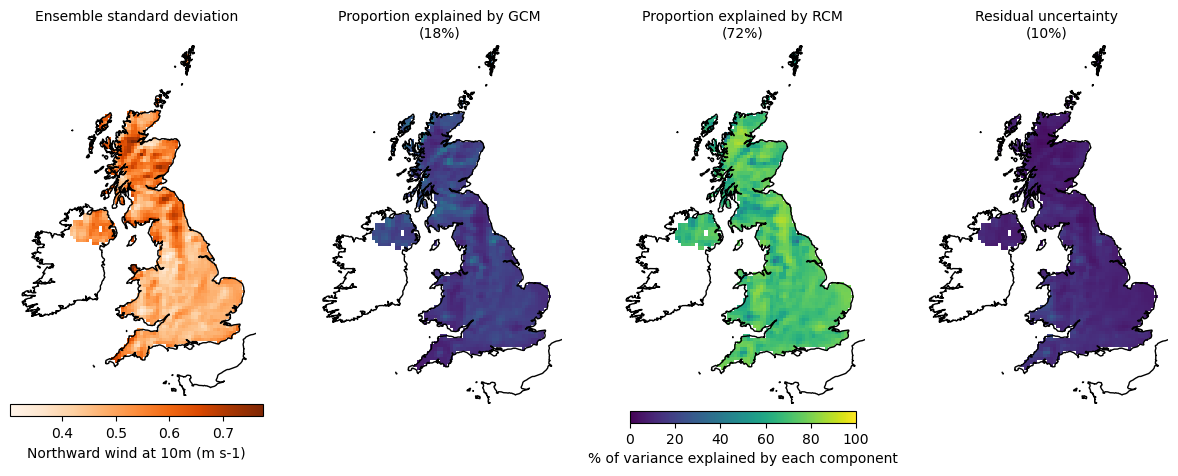 Ensemble standard deviation
Proportion explained by GCM
(18%)
Proportion explained by RCM
(72%)
Residual uncertainty
(10%)
0.4 0.5 0.6 0.7
Northward wind at 10m (m s-1)
0 20 40 60 80 100
% of variance explained by each component